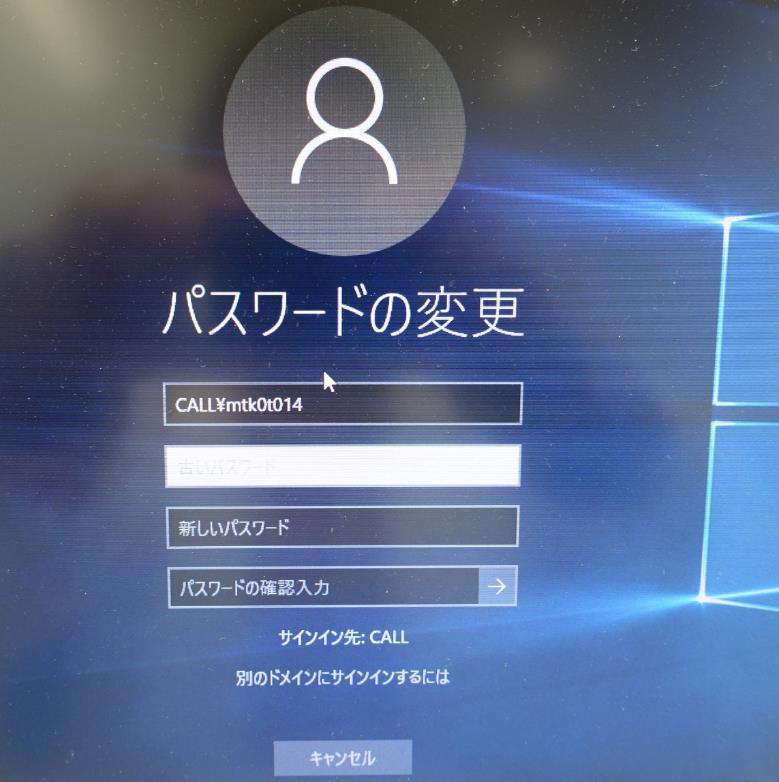 パスワードの変更
CALL¥mtk0t014
古いパスワード
新しいパスワード
パスワードの確認入力
サインイン先: CALL
別のドメインにサインインするには
キャンセル